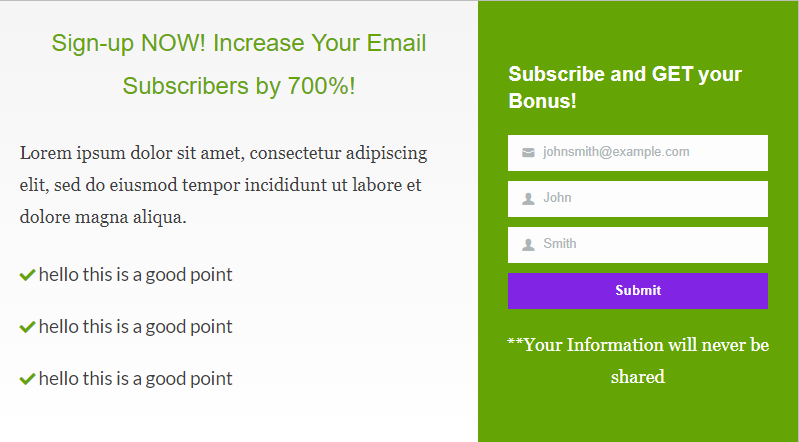 Sign-up NOW! Increase Your Email
Subscribers by 700%!
Lorem ipsum dolor sit amet, consectetur adipiscing
elit, sed do eiusmod tempor incididunt ut labore et
dolore magna aliqua.
hello this is a good point
hello this is a good point
hello this is a good point
Subscribe and GET your
Bonus!
johnsmith@example.com
John
Smith
Submit
**Your Information will never be
shared